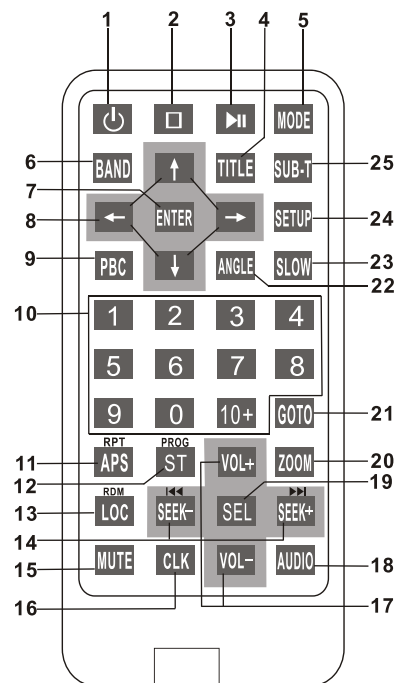 1 2 3 4 5
MODE
6 BAND TITLE SUB-T 25
7
8 ENTER SETUP 24
9 PBC ANGLE SLOW 23
22
10 1 2 3 4
5 6 7 8
9 0 10+ GOTO 21
RPT PROG
11 APS ST VOL+ ZOOM 20
12 19
RDM
13 LOC SEEK- SEL SEEK+
14
15 MUTE CLK VOL- AUDIO 18
16 17